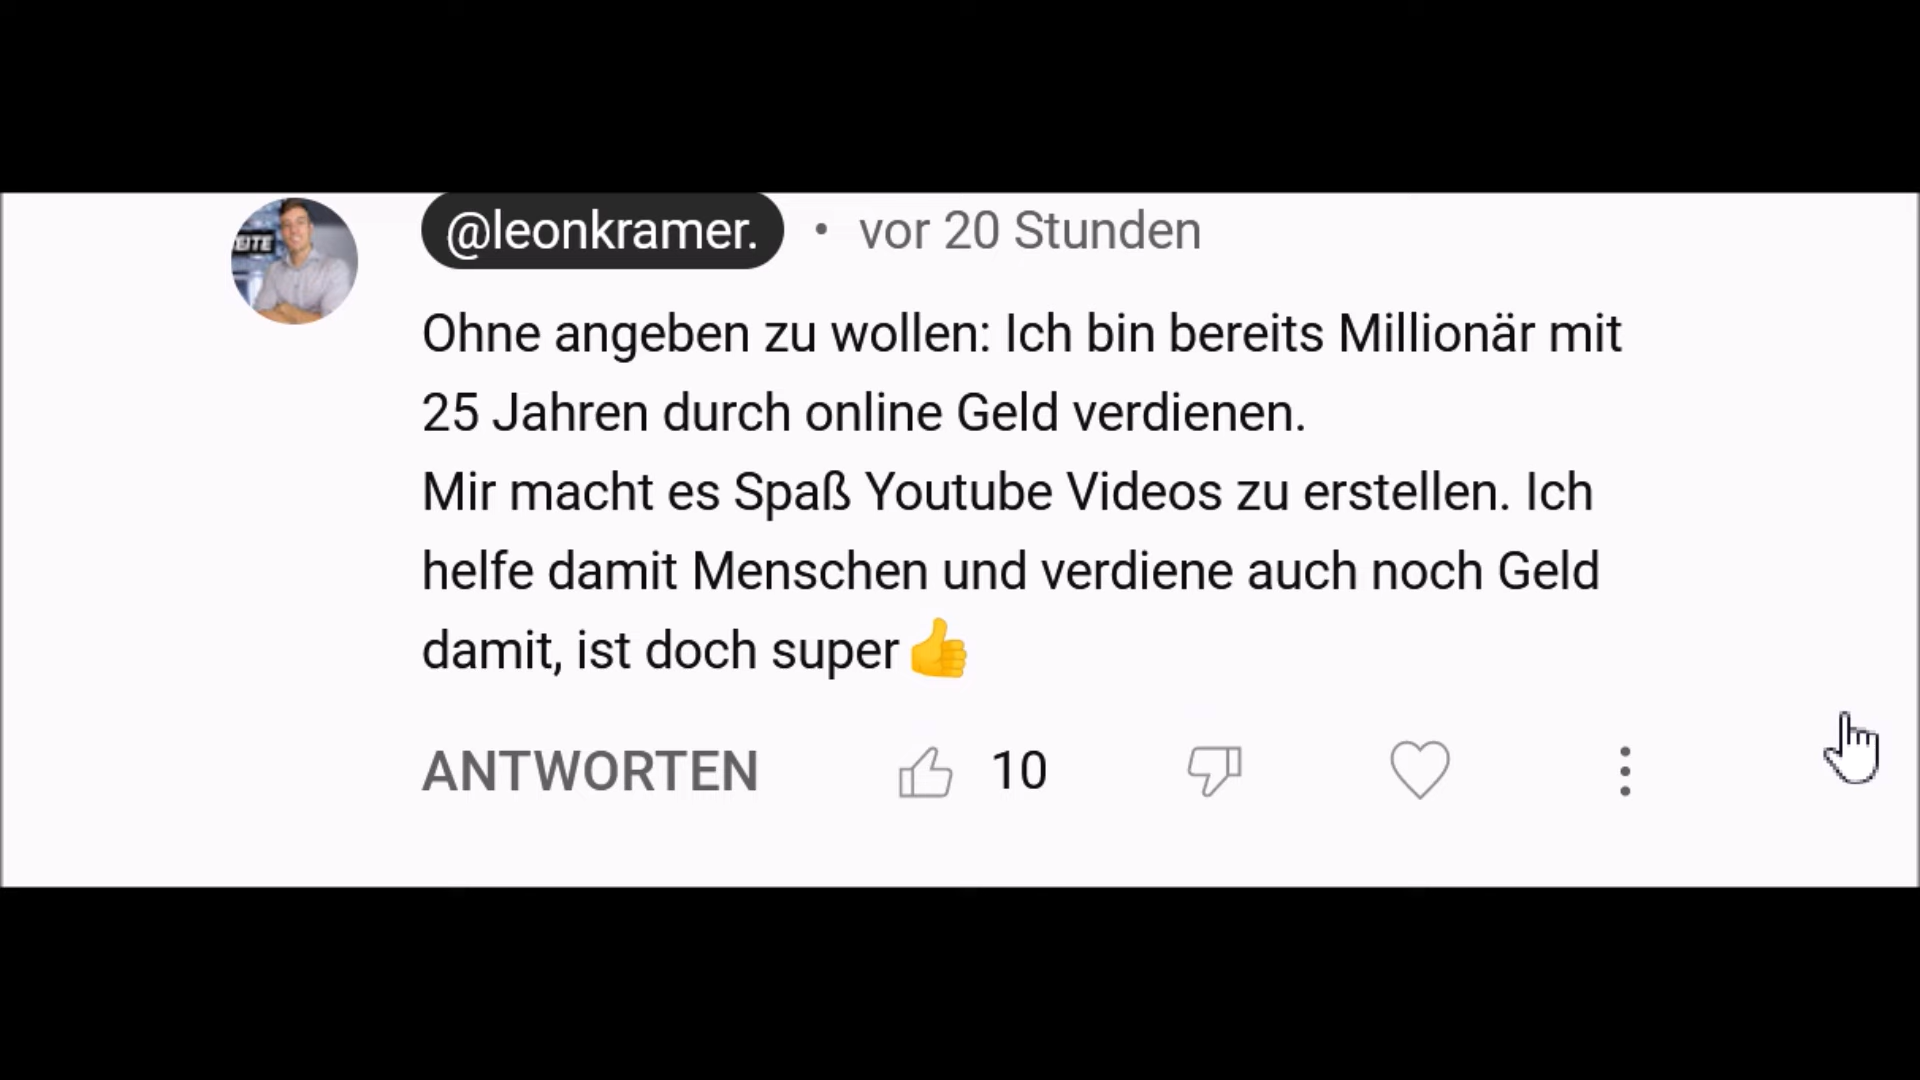 EITE
@leonkramer. • vor 20 Stunden
Ohne angeben zu wollen: Ich bin bereits Millionär mit
25 Jahren durch online Geld verdienen.
Mir macht es Spaß Youtube Videos zu erstellen. Ich
helfe damit Menschen und verdiene auch noch Geld
damit, ist doch super👍
ANTWORTEN 10